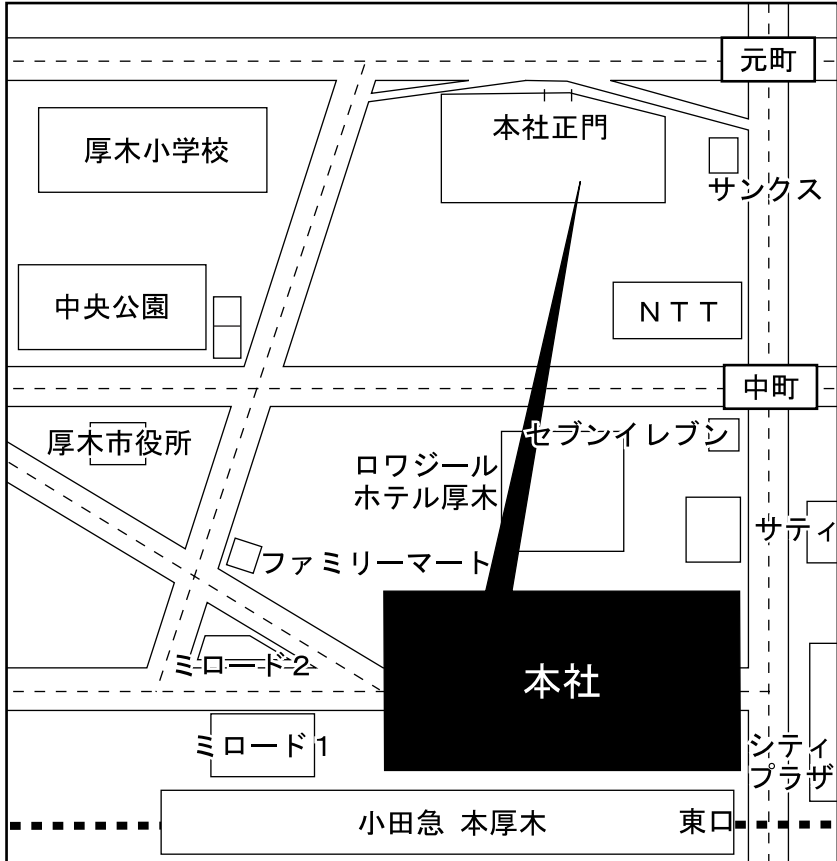 元町
本社正門
厚木小学校
サンクス
中央公園
NTT
中町
厚木市役所
セブンイレブン
ロワジール
ホテル厚木
サティ
ファミリーマート
ミロード2
本社
ミロード1
シティ
プラザ
小田急 本厚木
東口